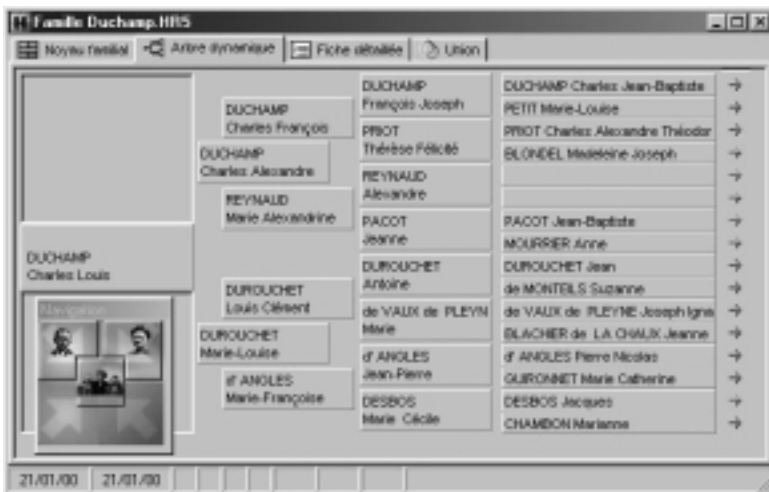 Famille Duchamp.HR5
Noyau familial
Arbre dynamique
Fiche détaillée
Union
DUCHAMP
Charles Louis
Navigation
DUCHAMP
Charles François
DUCHAMP
Charles Alexandre
REYNAUD
Marie Alexandrine
DUROUCHET
Louis Clément
DUROUCHET
Marie-Louise
d' ANGLES
Marie-Françoise
DUCHAMP
François Joseph
PRIOT
Thérèse Félicité
REYNAUD
Alexandre
PACOT
Jeanne
DUROUCHET
Antoine
de VAUX de PLEYN
Marie
d' ANGLES
Jean-Pierre
DESBOS
Marie Cécile
DUCHAMP Charles Jean-Baptiste
PETIT Marie-Louise
PRIOT Charles Alexandre Théodor
BLONDEL Madeleine Joseph
PACOT Jean-Baptiste
MOURRIER Anne
DUROUCHET Jean
de MONTEILS Suzanne
de VAUX de PLEYNE Joseph Igna
BLACHIER de LA CHAUX Jeanne
d' ANGLES Pierre Nicolas
GUIRONNET Marie Catherine
DESBOS Jacques
CHAMBON Marianne
21/01/00
21/01/00